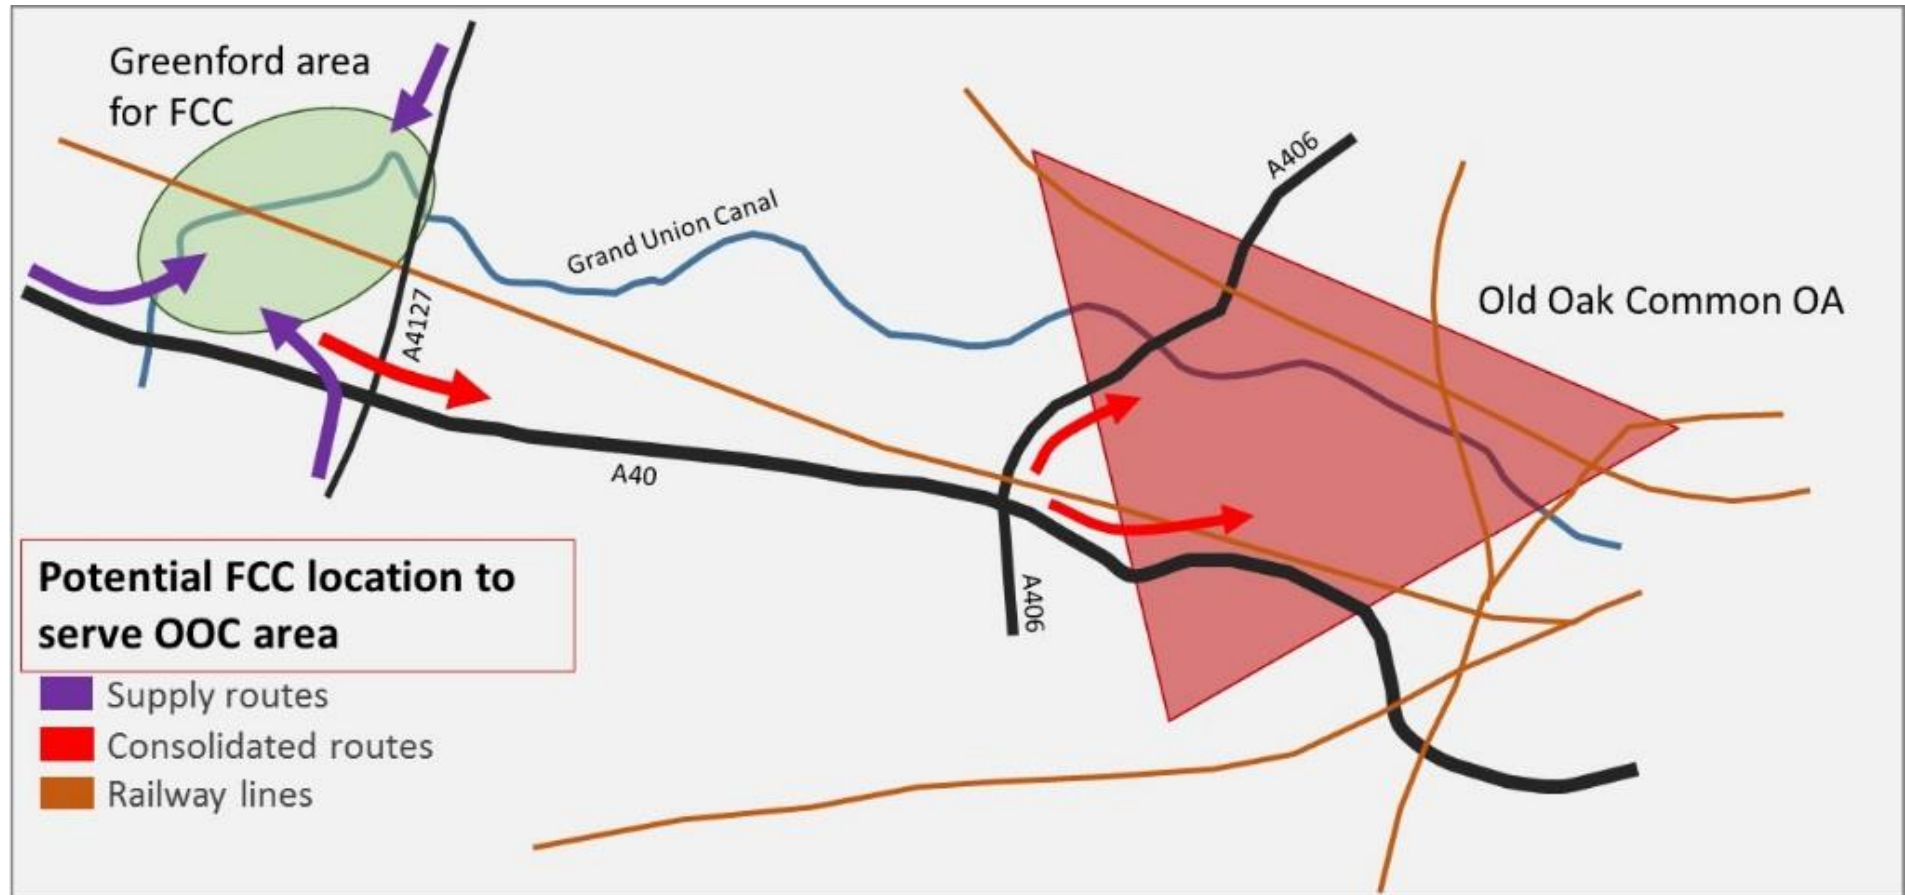 Greenford area
for FCC
A406
Grand Union Canal
Old Oak Common OA
A4127
A40
A406
Potential FCC location to
serve OOC area
Supply routes
Consolidated routes
Railway lines